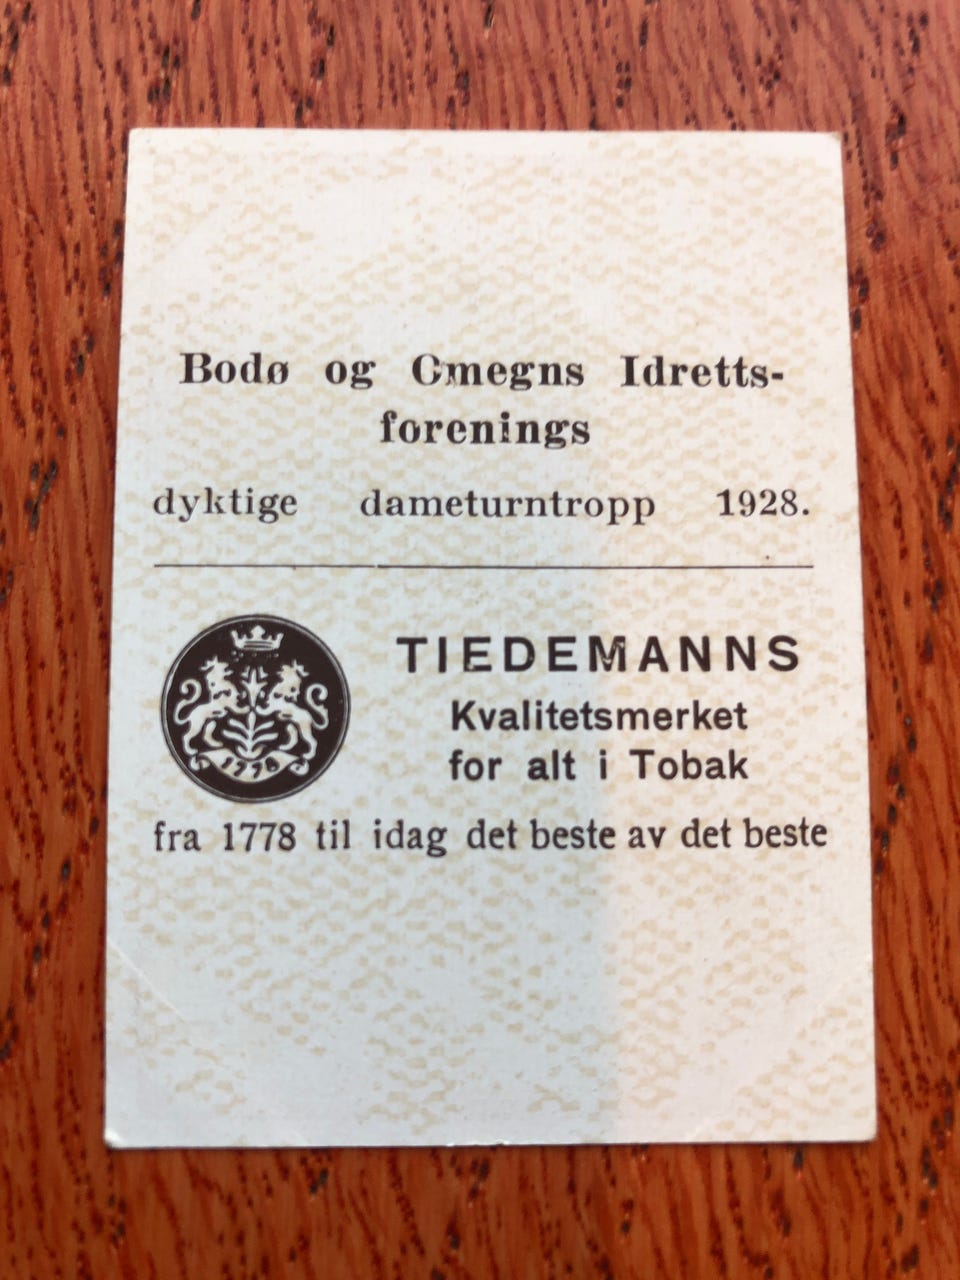 Bodø og Omegns Idretts-
forenings
dyktige dameturntropp 1928.
TIEDEMANNS
Kvalitetsmerket
for alt i Tobak
1778
fra 1778 til idag det beste av det beste